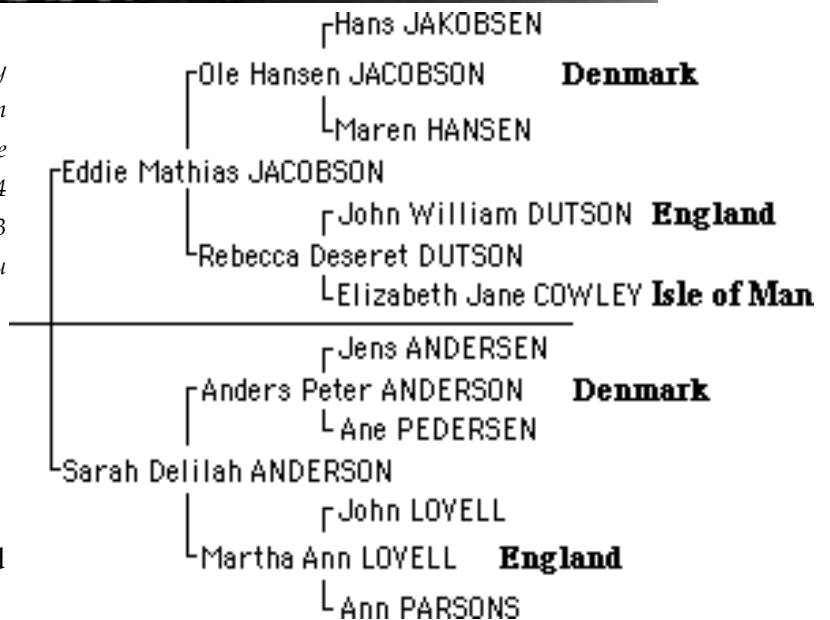 Hans JAKOBSEN
y
Ole Hansen JACOBSON Denmark
n
Maren HANSEN
e
Eddie Mathias JACOBSON
4
John William DUTSON England
3
Rebecca Deseret DUTSON
u
Elizabeth Jane COWLEY Isle of Man
Jens ANDERSEN
Anders Peter ANDERSON Denmark
Ane PEDERSEN
Sarah Delilah ANDERSON
John LOVELL
Martha Ann LOVELL England
Ann PARSONS